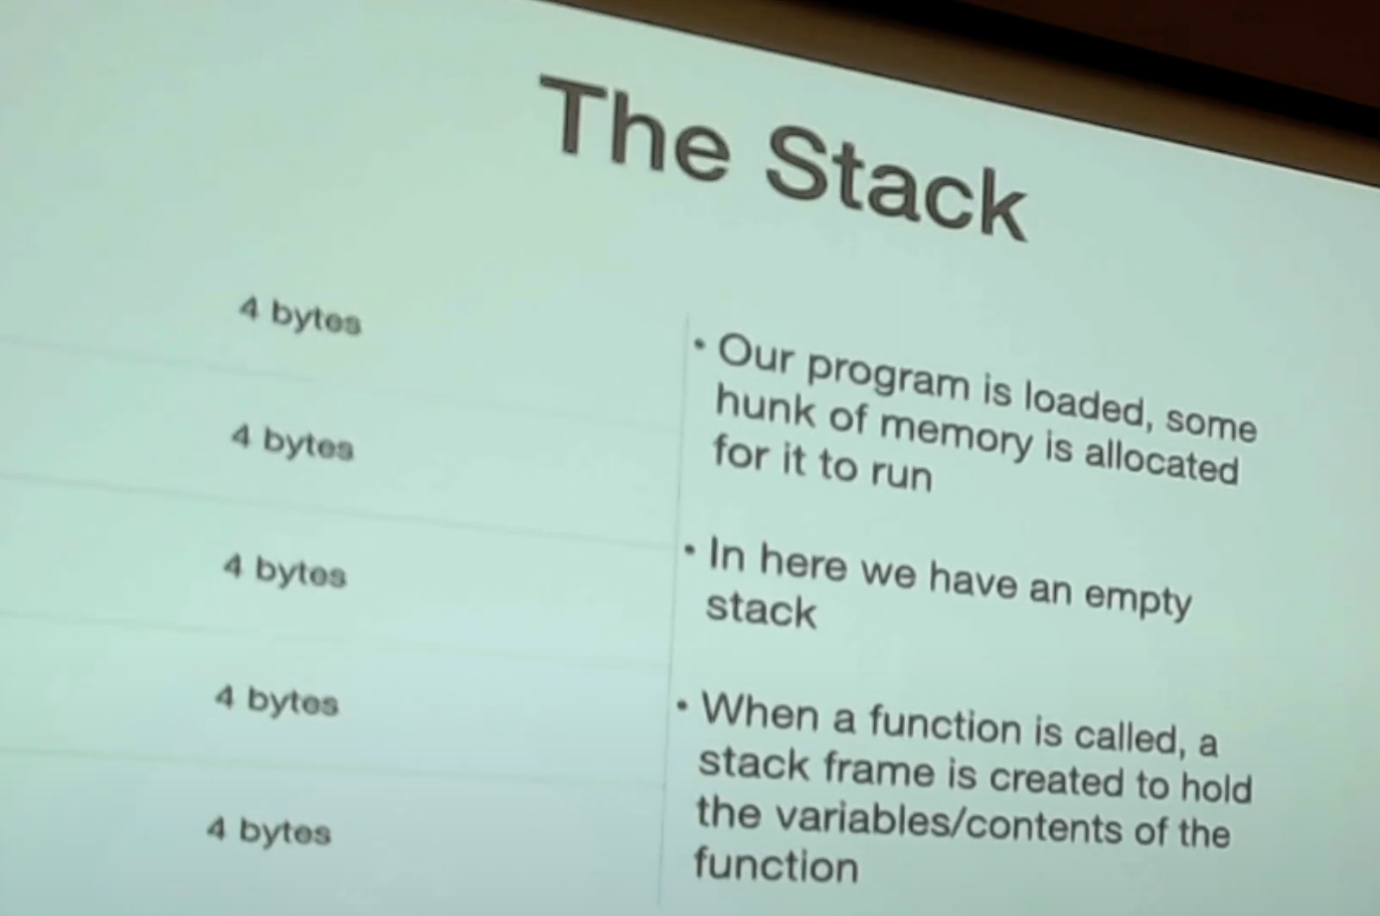 The Stack
4 bytes
4 bytes
4 bytes
4 bytes
4 bytes
• Our program is loaded, some
hunk of memory is allocated
for it to run
• In here we have an empty
stack
• When a function is called, a
stack frame is created to hold
the variables/contents of the
function